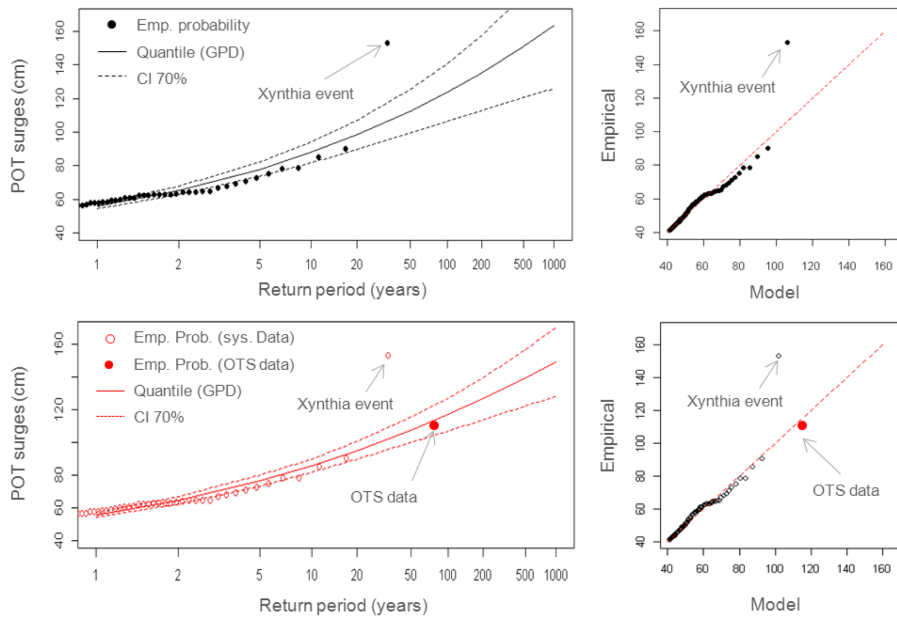 Emp. probability
Quantile (GPD)
CI 70%
Xynthia event
POT surges (cm)
40 60 80 100 120 140 160
1 2 5 10 20 50 100 200 500 1000
Return period (years)
Xynthia event
Empirical
40 60 80 100 120 140 160
40 60 80 100 120 140 160
Model
Emp. Prob. (sys. Data)
Emp. Prob. (OTS data)
Quantile (GPD)
CI 70%
Xynthia event
OTS data
POT surges (cm)
40 60 80 120 160
1 2 5 10 20 50 100 200 500 1000
Return period (years)
Xynthia event
OTS data
Empirical
40 60 80 100 120 140 160
40 60 80 100 120 160
Model